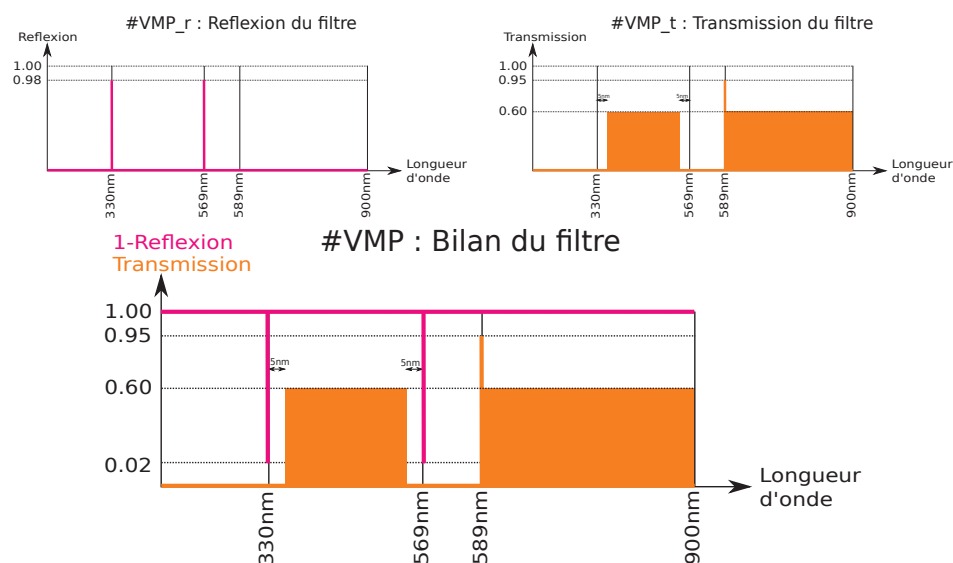 #VMP_r : Reflexion du filtre
Reflexion
1.00
0.98
Longueur
d'onde
330nm
569nm
589nm
900nm
#VMP_t : Transmission du filtre
Transmission
1.00
0.95
0.60
5nm
5nm
Longueur
d'onde
330nm
569nm
589nm
900nm
#VMP : Bilan du filtre
1-Reflexion
Transmission
1.00
0.95
0.60
0.02
5nm
5nm
Longueur
d'onde
330nm
569nm
589nm
900nm